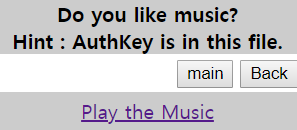 Do you like music?
Hint : AuthKey is in this file.
main Back
Play the Music